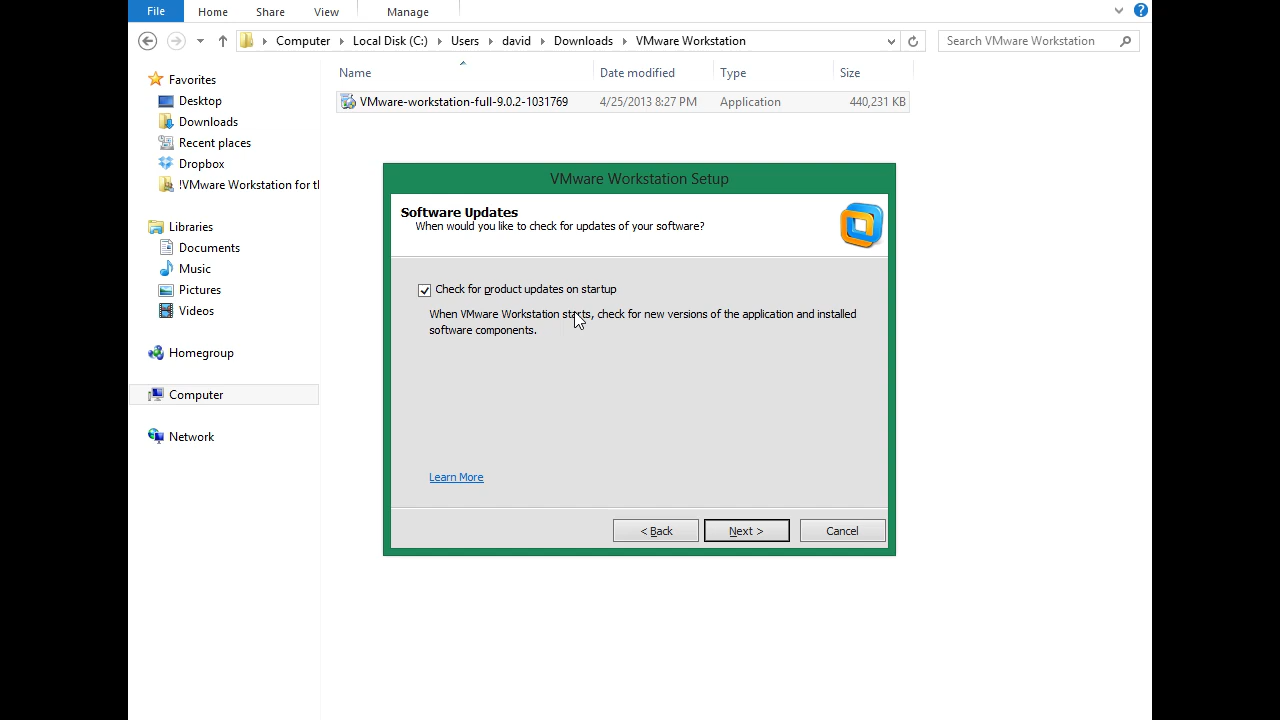 File Home Share View Manage
Computer Local Disk (C:) Users david Downloads VMware Workstation Search VMware Workstation
Name Date modified Type Size
VMware-workstation-full-9.0.2-1031769 4/25/2013 8:27 PM Application 440,231 KB
Favorites
Desktop
Downloads
Recent places
Dropbox
!VMware Workstation for tl
Libraries
Documents
Music
Pictures
Videos
Homegroup
Computer
Network
VMware Workstation Setup
Software Updates
When would you like to check for updates of your software?
Check for product updates on startup
When VMware Workstation starts, check for new versions of the application and installed
software components.
Learn More
< Back Next > Cancel